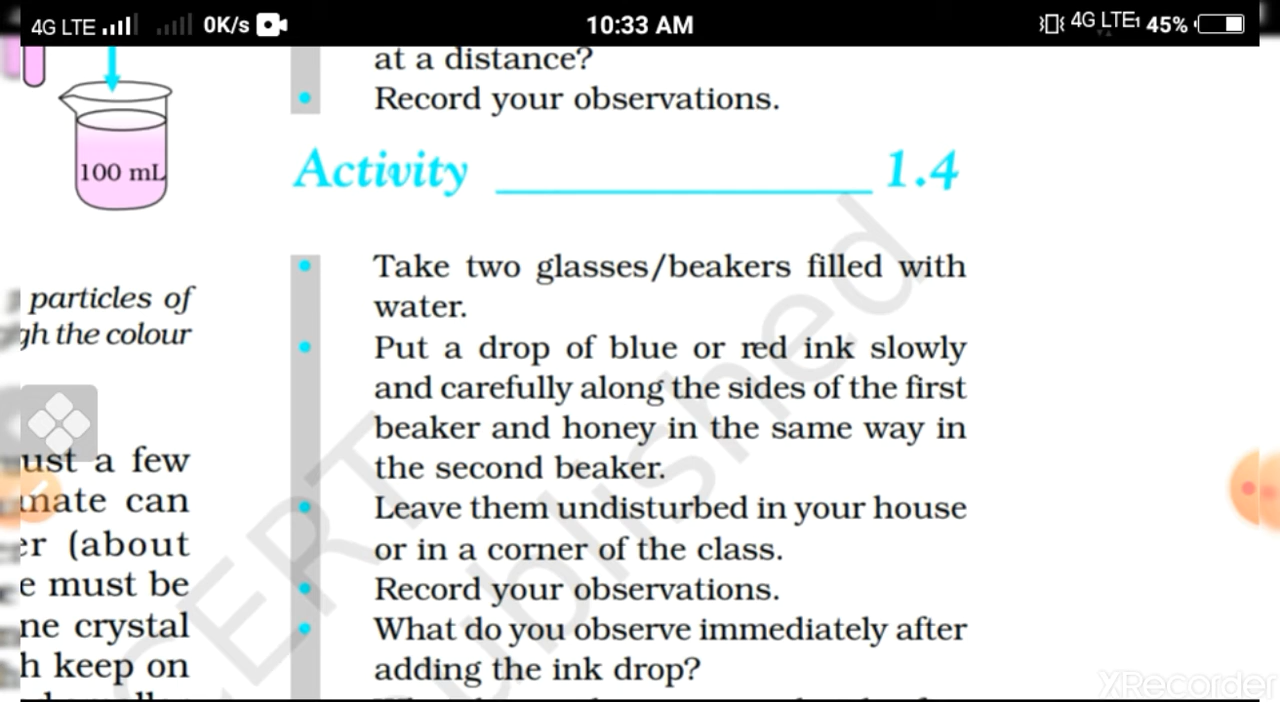 4G LTE 0K/s 10:33 AM 4G LTE 45%
100 mL
particles of
gh the colour
ust a few
mate can
er (about
e must be
ne crystal
h keep on
at a distance?
• Record your observations.
Activity 1.4
• Take two glasses/beakers filled with
water.
• Put a drop of blue or red ink slowly
and carefully along the sides of the first
beaker and honey in the same way in
the second beaker.
• Leave them undisturbed in your house
or in a corner of the class.
• Record your observations.
• What do you observe immediately after
adding the ink drop?
CERT
ublished
XRecorder